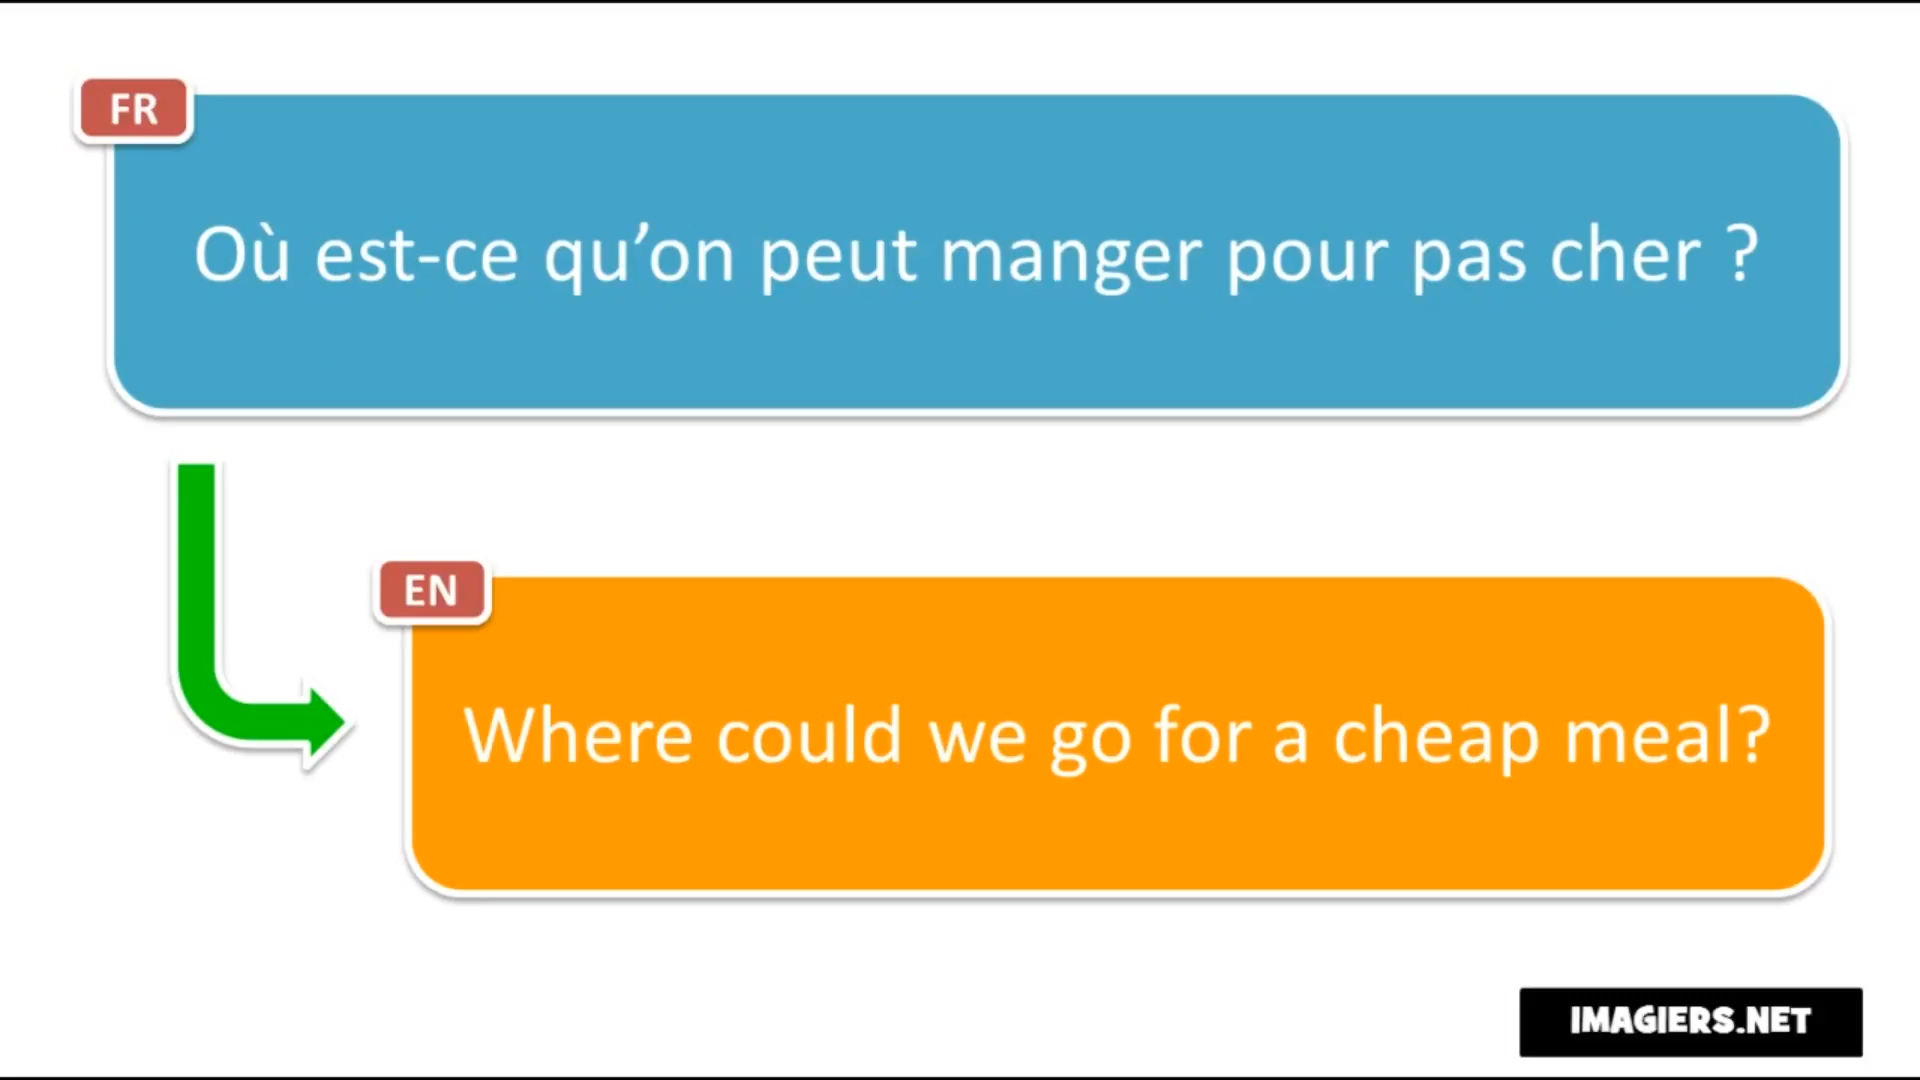 FR
Où est-ce qu’on peut manger pour pas cher ?
EN
Where could we go for a cheap meal?
IMAGIERS.NET